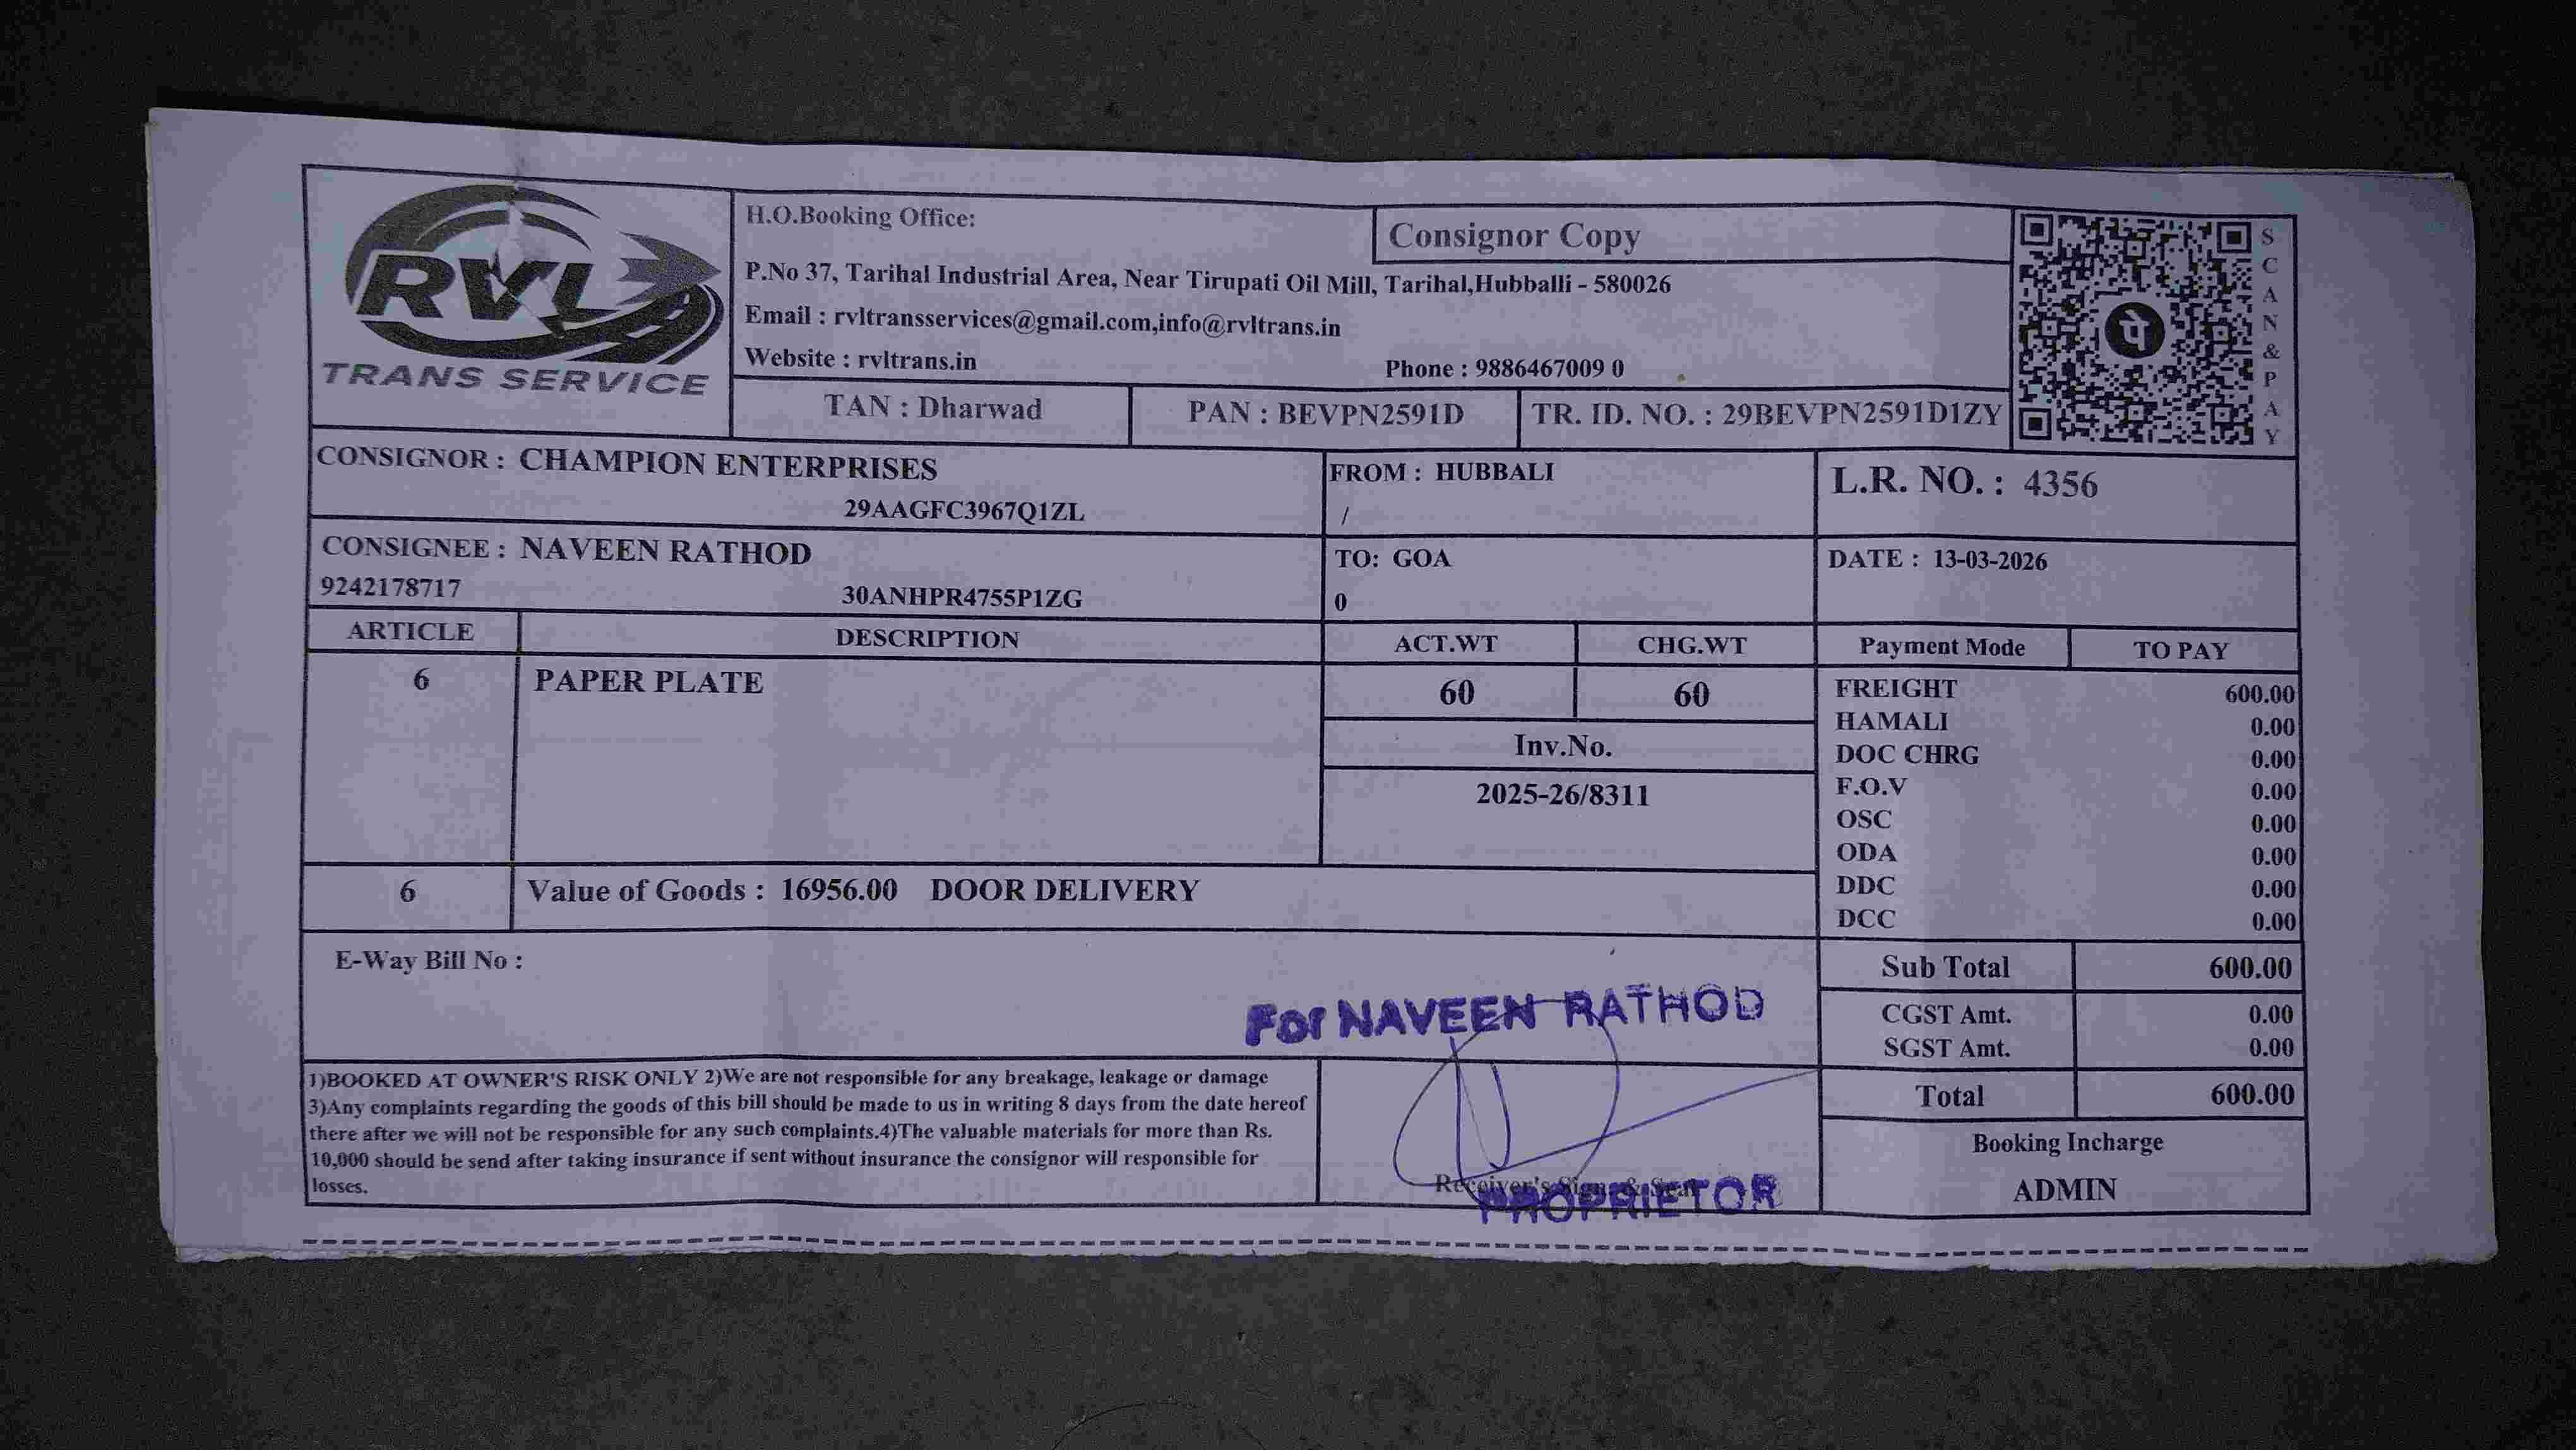 RVL
TRANS SERVICE
H.O.Booking Office:
Consignor Copy
P.No 37, Tarihal Industrial Area, Near Tirupati Oil Mill, Tarihal,Hubballi - 580026
Email : rvltransservices@gmail.com,info@rvltrans.in
Website : rvltrans.in Phone : 9886467009 0
TAN : Dharwad PAN : BEVPN2591D TR. ID. NO. : 29BEVPN2591D1ZY
पे
SCAN&PAY
CONSIGNOR : CHAMPION ENTERPRISES
29AAGFC3967Q1ZL
FROM : HUBBALI
/
L.R. NO. : 4356
CONSIGNEE : NAVEEN RATHOD
9242178717 30ANHPR4755P1ZG
TO: GOA
0
DATE : 13-03-2026
ARTICLE DESCRIPTION ACT.WT CHG.WT Payment Mode TO PAY
6 PAPER PLATE 60 60
Inv.No.
2025-26/8311
FREIGHT 600.00
HAMALI 0.00
DOC CHRG 0.00
F.O.V 0.00
OSC 0.00
ODA 0.00
DDC 0.00
DCC 0.00
6 Value of Goods : 16956.00 DOOR DELIVERY
E-Way Bill No :
Sub Total 600.00
CGST Amt. 0.00
SGST Amt. 0.00
Total 600.00
For NAVEEN RATHOD
1)BOOKED AT OWNER'S RISK ONLY 2)We are not responsible for any breakage, leakage or damage
3)Any complaints regarding the goods of this bill should be made to us in writing 8 days from the date hereof
there after we will not be responsible for any such complaints.4)The valuable materials for more than Rs.
10,000 should be send after taking insurance if sent without insurance the consignor will responsible for
losses.
Receiver's Sign & Seal
PROPRIETOR
Booking Incharge
ADMIN